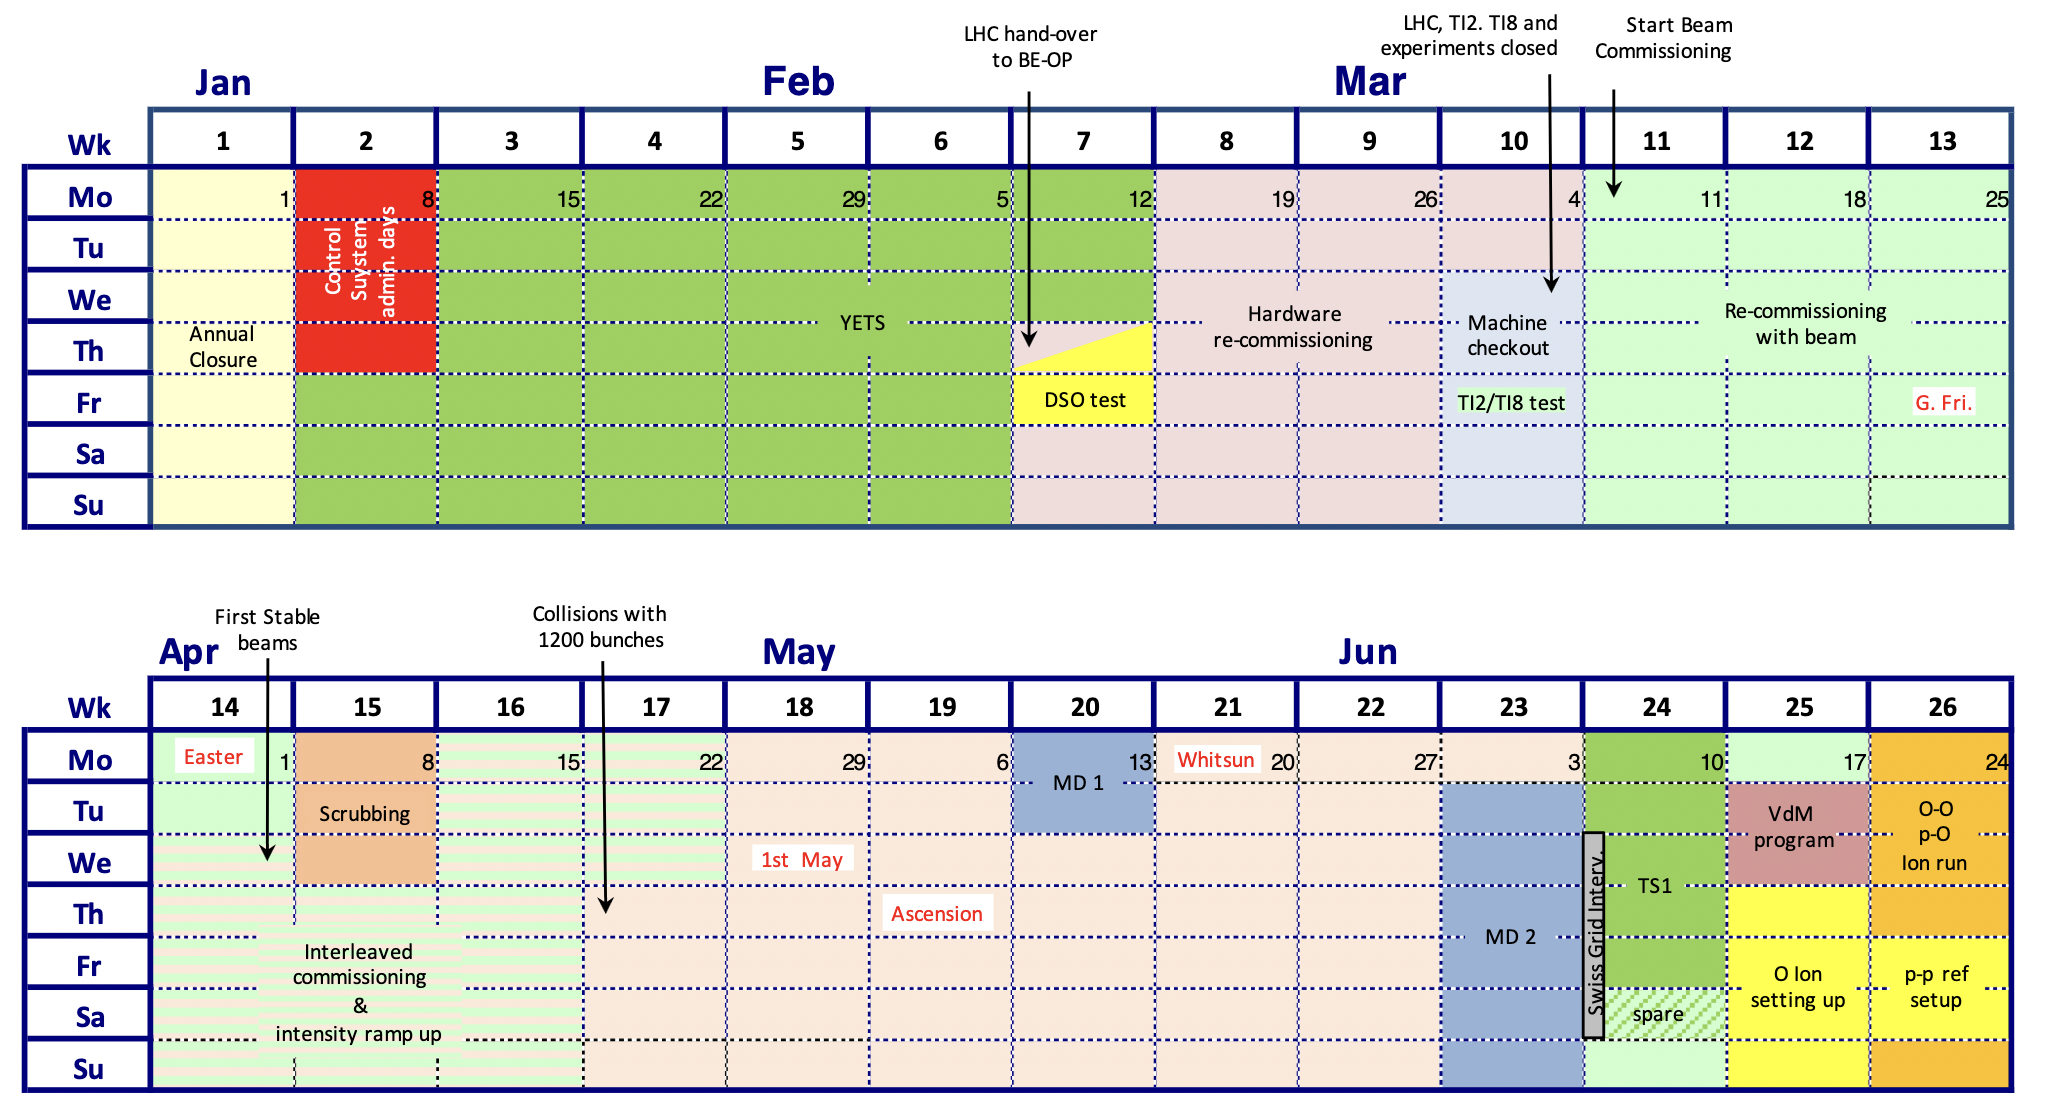 LHC hand-over
to BE-OP
LHC, TI2. TI8 and
experiments closed
Start Beam
Commissioning
Jan Feb Mar
Wk 1 2 3 4 5 6 7 8 9 10 11 12 13
Mo 1 8 15 22 29 5 12 19 26 4 11 18 25
Tu
We
Th
Fr
Sa
Su
Annual
Closure
Control
Suystem
admin. days
YETS
DSO test
Hardware
re-commissioning
Machine
checkout
TI2/TI8 test
Re-commissioning
with beam
G. Fri.
First Stable
beams
Collisions with
1200 bunches
Apr May Jun
Wk 14 15 16 17 18 19 20 21 22 23 24 25 26
Mo Easter 1 8 15 22 29 6 13 Whitsun 20 27 3 10 17 24
Tu
We
Th
Fr
Sa
Su
Scrubbing
Interleaved
commissioning
&
intensity ramp up
1st May
Ascension
MD 1
MD 2
Swiss Grid Interv.
TS1
spare
VdM
program
O Ion
setting up
O-O
p-O
Ion run
p-p ref
setup